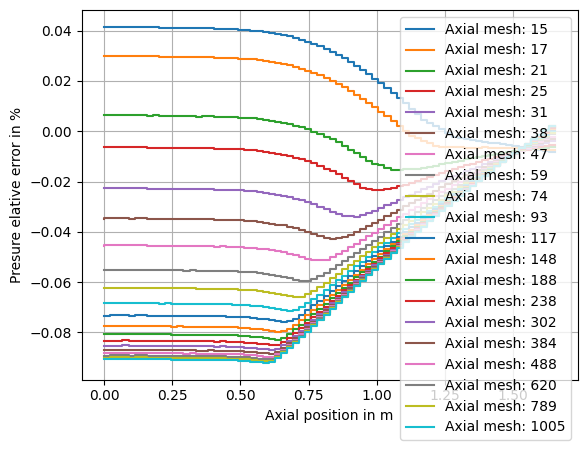 Presure elative error in %
0.04
0.02
0.00
−0.02
−0.04
−0.06
−0.08
0.00
0.25
0.50
0.75
1.00
1.25
1.50
Axial position in m
Axial mesh: 15
Axial mesh: 17
Axial mesh: 21
Axial mesh: 25
Axial mesh: 31
Axial mesh: 38
Axial mesh: 47
Axial mesh: 59
Axial mesh: 74
Axial mesh: 93
Axial mesh: 117
Axial mesh: 148
Axial mesh: 188
Axial mesh: 238
Axial mesh: 302
Axial mesh: 384
Axial mesh: 488
Axial mesh: 620
Axial mesh: 789
Axial mesh: 1005